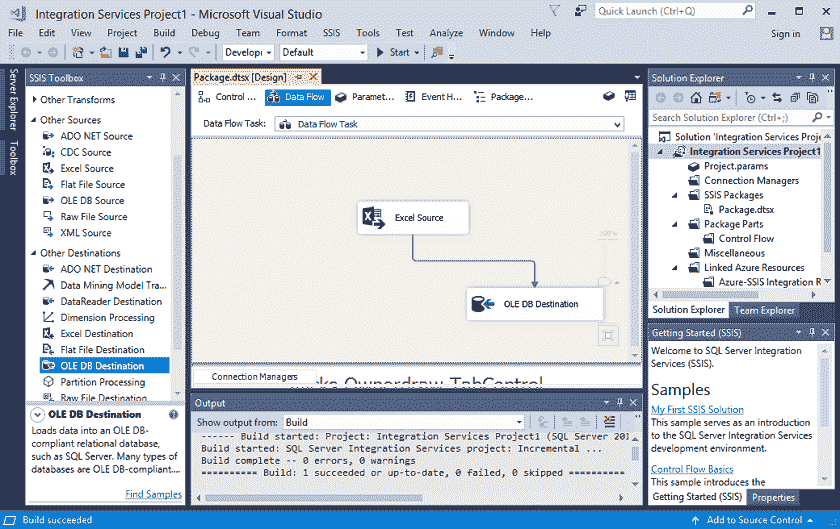 Integration Services Project1 - Microsoft Visual Studio
Quick Launch (Ctrl+Q)
File Edit View Project Build Debug Team Format SSIS Tools Test Analyze Window Help
Sign in
Develop Default Start
Server Explorer
Toolbox
SSIS Toolbox
Other Transforms
Other Sources
ADO NET Source
CDC Source
Excel Source
Flat File Source
OLE DB Source
Raw File Source
XML Source
Other Destinations
ADO NET Destination
Data Mining Model Tra...
DataReader Destination
Dimension Processing
Excel Destination
Flat File Destination
OLE DB Destination
Partition Processing
Raw File Destination
OLE DB Destination
Loads data into an OLE DB-
compliant relational database,
such as SQL Server. Many types of
databases are OLE DB-compliant....
Find Samples
Package.dtsx [Design]
Control ... Data Flow Paramet... Event H... Package...
Data Flow Task: Data Flow Task
Excel Source
100%
OLE DB Destination
Connection Managers
Ownerdraw TabControl
Output
Show output from: Build
------ Build started: Project: Integration Services Project1 (SQL Server 201
Build started: SQL Server Integration Services project: Incremental ...
Build complete -- 0 errors, 0 warnings
========== Build: 1 succeeded or up-to-date, 0 failed, 0 skipped ==========
Solution Explorer
Search Solution Explorer (Ctrl+;)
Solution 'Integration Services Proje
Integration Services Project1
Project.params
Connection Managers
SSIS Packages
Package.dtsx
Package Parts
Control Flow
Miscellaneous
Linked Azure Resources
Azure-SSIS Integration R
Solution Explorer Team Explorer
Getting Started (SSIS)
Welcome to SQL Server Integration
Services (SSIS).
Samples
My First SSIS Solution
This sample serves as an introduction
to the SQL Server Integration Services
development environment.
Control Flow Basics
This sample introduces the
Getting Started (SSIS) Properties
Build succeeded
Add to Source Control